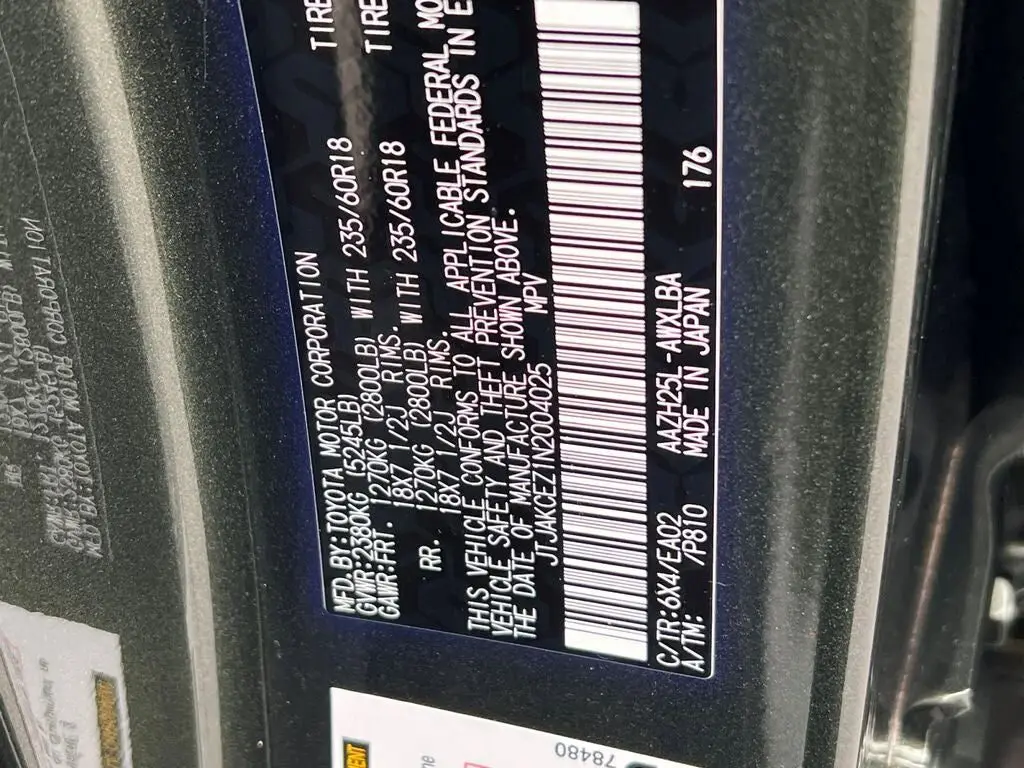 MFD.BY:TOYOTA MOTOR CORPORATION
GVWR:2380KG (5245LB)
GAWR:FRT. 1270KG (2800LB) WITH 235/60R18 TIRE
18X7 1/2J RIMS.
RR. 1270KG (2800LB) WITH 235/60R18 TIRE
18X7 1/2J RIMS.
THIS VEHICLE CONFORMS TO ALL APPLICABLE FEDERAL MO
VEHICLE SAFETY AND THEFT PREVENTION STANDARDS IN E
THE DATE OF MANUFACTURE SHOWN ABOVE.
JTJAKCEZ1N2004025 MPV
C/TR:6X4/EA02 AAZH25L-AWXLBA
A/TM: /P810 MADE IN JAPAN 176
78480